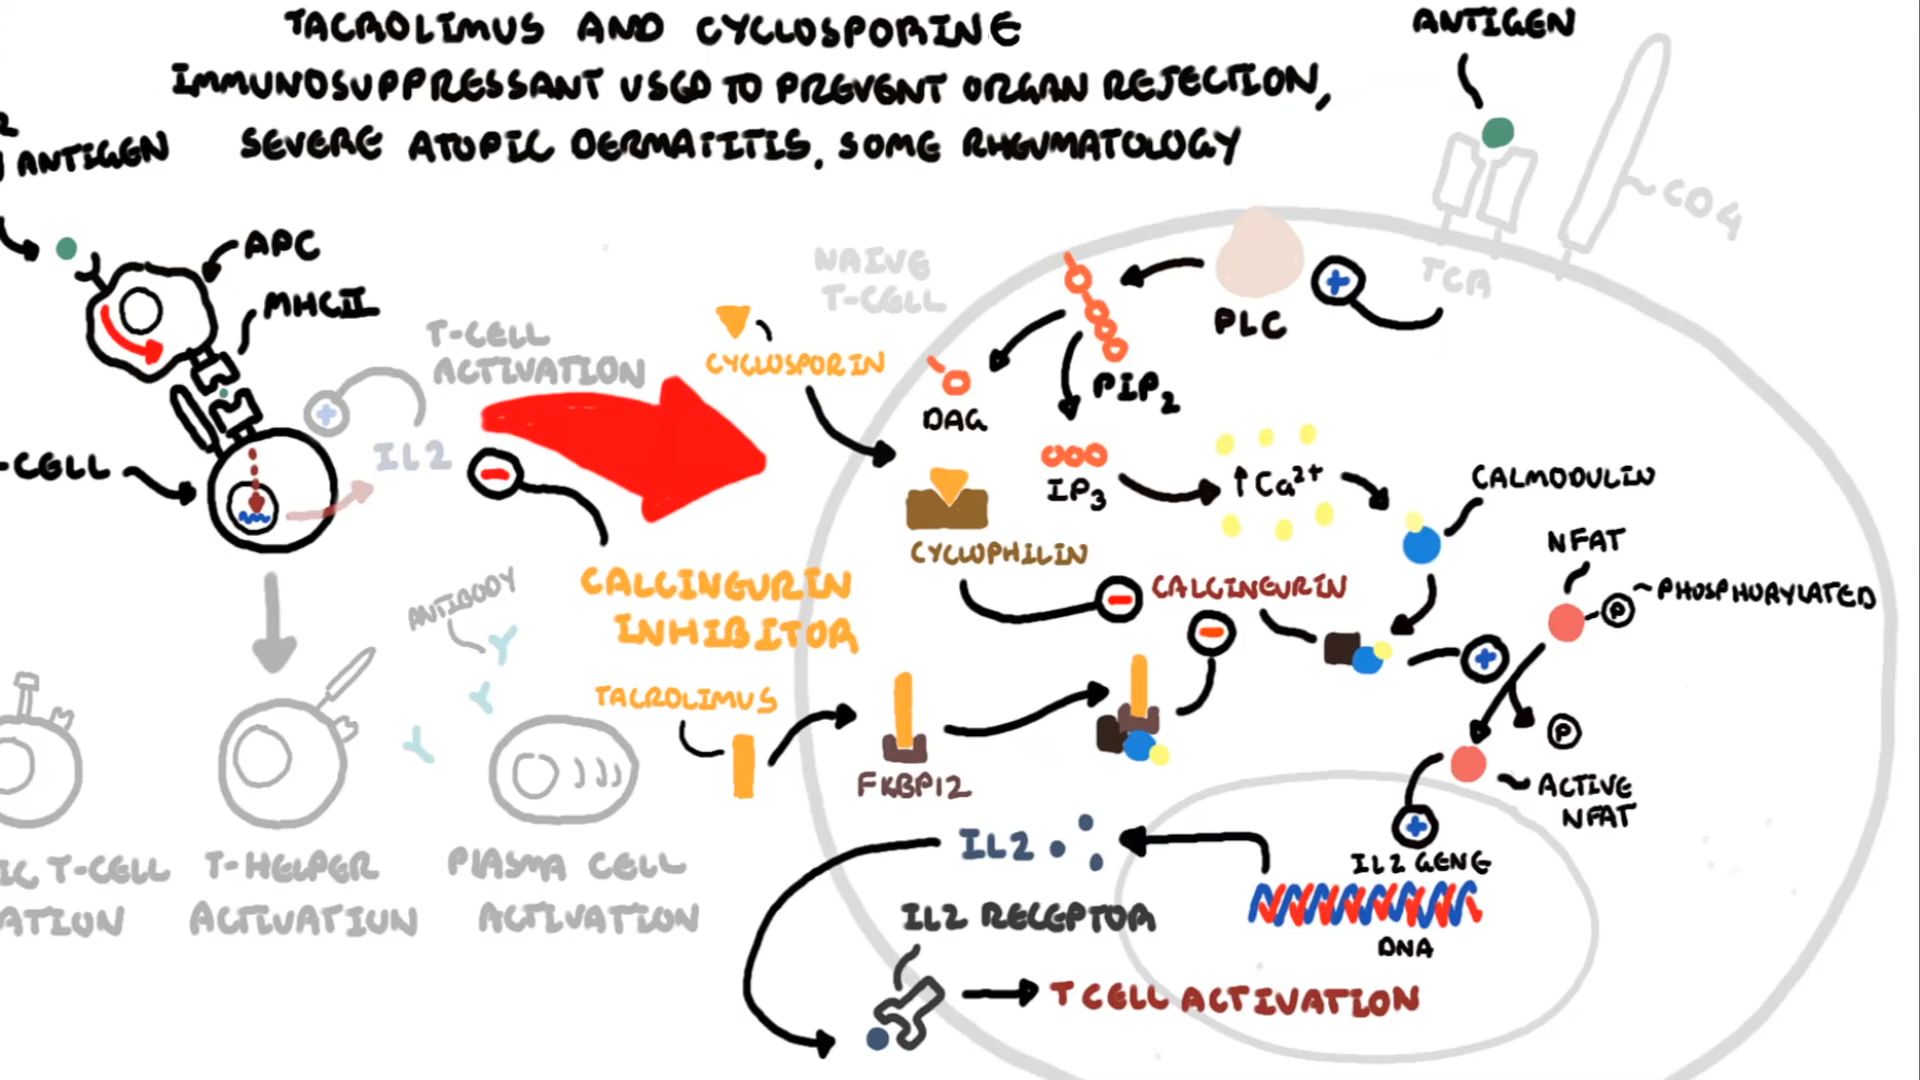 TACROLIMUS AND CYCLOSPORINE
IMMUNOSUPPRESSANT USED TO PREVENT ORGAN REJECTION,
SEVERE ATOPIC DERMATITIS, SOME RHEUMATOLOGY
ANTIGEN
ANTIGEN
APC
MHCII
T-CELL
ACTIVATION
IL2
-CELL
CYCLOSPORIN
NAIVE
T-CELL
CD4
TCR
PLC
PIP2
DAG
IP3
↑Ca2+
CALMODULIN
NFAT
PHOSPHORYLATED
P
CYCLOPHILIN
CALCINEURIN
CALCINEURIN
INHIBITOR
TACROLIMUS
FKBP12
P
ACTIVE
NFAT
ANTIBODY
IC T-CELL
ATION
T-HELPER
ACTIVATION
PLASMA CELL
ACTIVATION
IL2
IL2 GENE
DNA
IL2 RECEPTOR
T CELL ACTIVATION